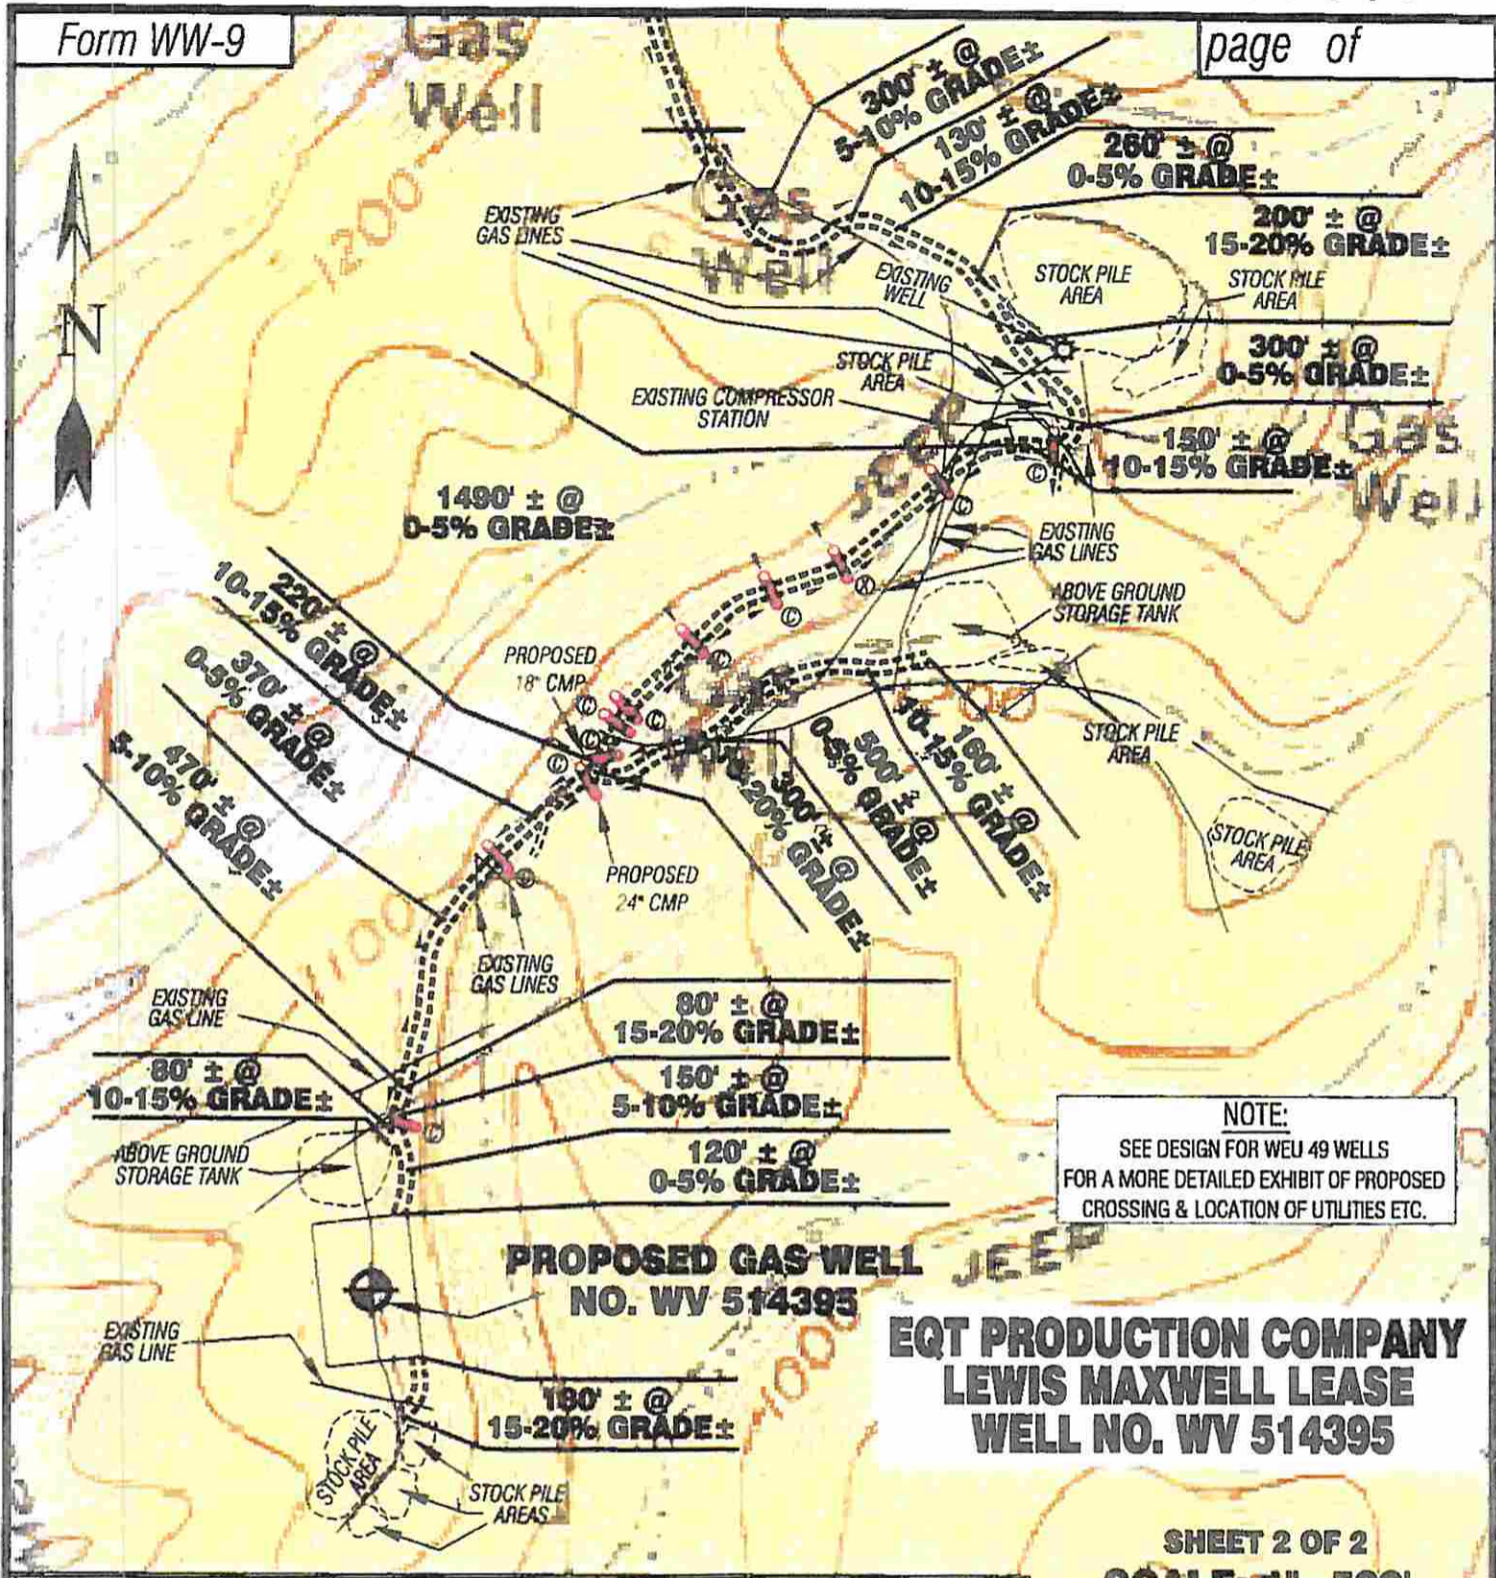 Form WW-9
page of
Gas
Well
300' ± @
5-10% GRADE±
130' ± @
10-15% GRADE±
260' ± @
0-5% GRADE±
200' ± @
15-20% GRADE±
1200
EXISTING
GAS LINES
Gas
Well
EXISTING
WELL
STOCK PILE
AREA
STOCK PILE
AREA
N
300' ± @
0-5% GRADE±
STOCK PILE
AREA
EXISTING COMPRESSOR
STATION
150' ± @
10-15% GRADE±
Gas
Well
1490' ± @
0-5% GRADE±
EXISTING
GAS LINES
ABOVE GROUND
STORAGE TANK
220' ± @
10-15% GRADE±
370' ± @
0-5% GRADE±
470' ± @
5-10% GRADE±
PROPOSED
18" CMP
Gas
Well
STOCK PILE
AREA
160' ± @
10-15% GRADE±
500' ± @
0-5% GRADE±
300' ± @
20% GRADE±
STOCK PILE
AREA
PROPOSED
24" CMP
1100
EXISTING
GAS LINES
EXISTING
GAS LINE
80' ± @
15-20% GRADE±
80' ± @
10-15% GRADE±
150' ± @
5-10% GRADE±
ABOVE GROUND
STORAGE TANK
120' ± @
0-5% GRADE±
NOTE:
SEE DESIGN FOR WEU 49 WELLS
FOR A MORE DETAILED EXHIBIT OF PROPOSED
CROSSING & LOCATION OF UTILITIES ETC.
JEEP
PROPOSED GAS WELL
NO. WV 514395
1000
EXISTING
GAS LINE
EQT PRODUCTION COMPANY
LEWIS MAXWELL LEASE
WELL NO. WV 514395
180' ± @
15-20% GRADE±
STOCK PILE
AREA
STOCK PILE
AREAS
SHEET 2 OF 2